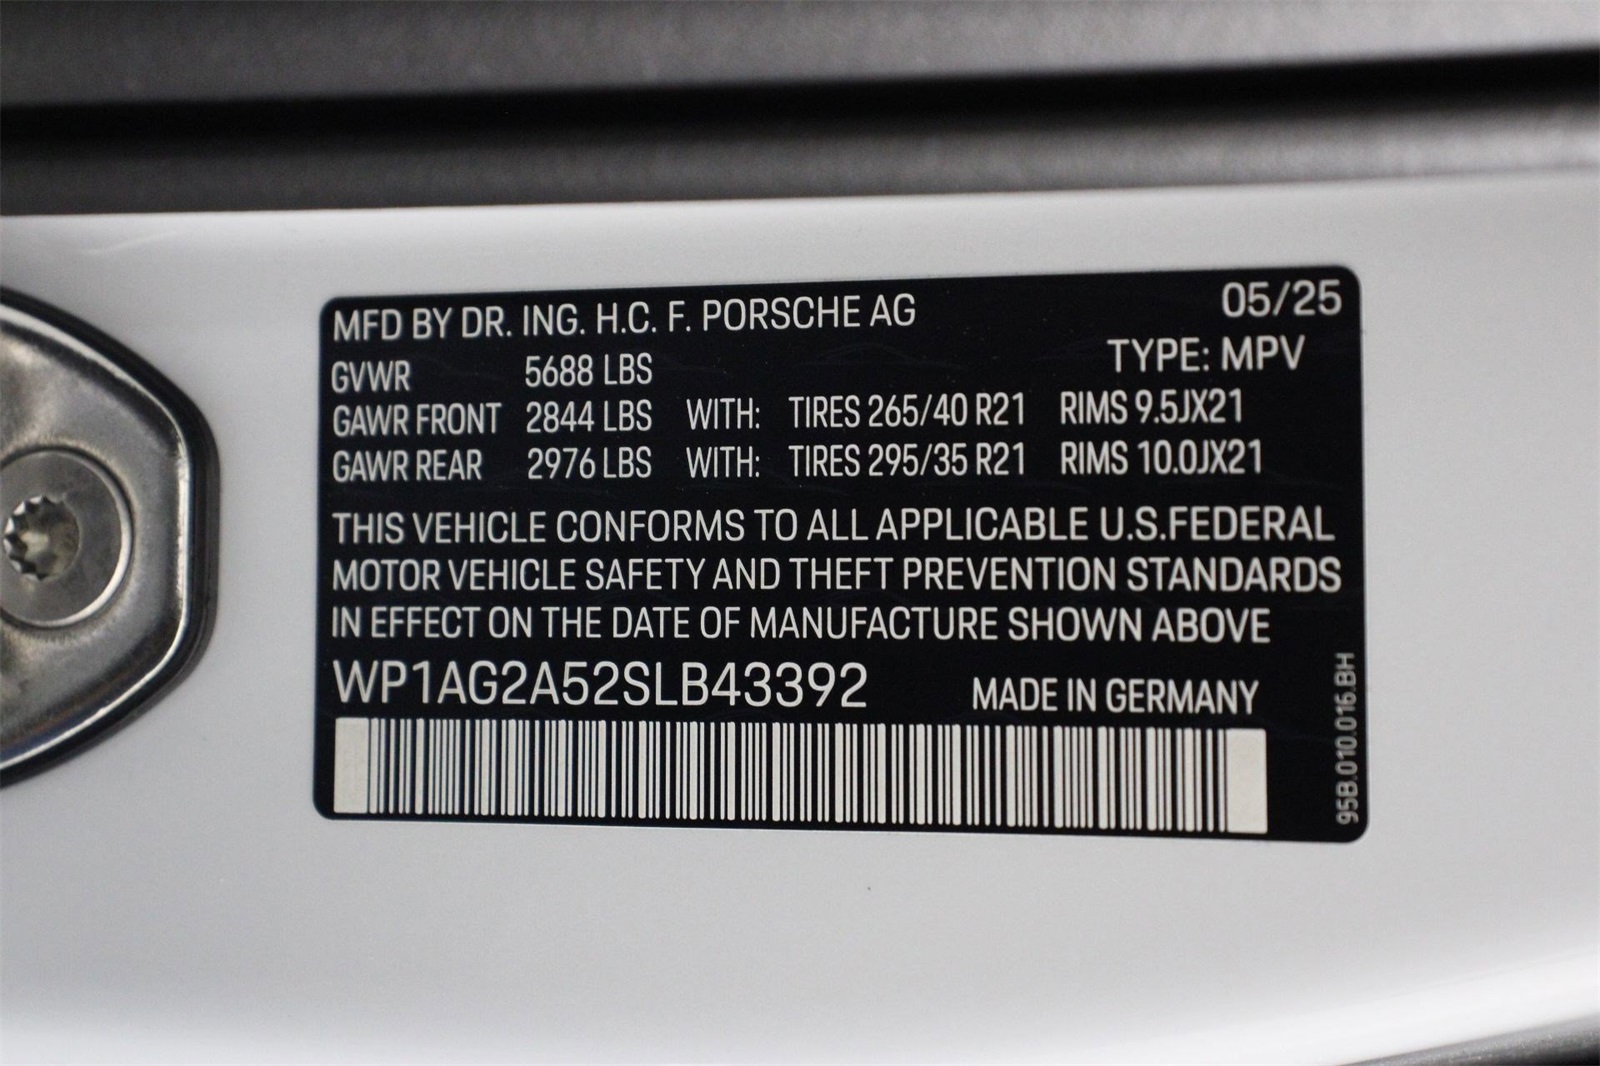 MFD BY DR. ING. H.C. F. PORSCHE AG 05/25
TYPE: MPV
GVWR 5688 LBS
GAWR FRONT 2844 LBS WITH: TIRES 265/40 R21 RIMS 9.5JX21
GAWR REAR 2976 LBS WITH: TIRES 295/35 R21 RIMS 10.0JX21
THIS VEHICLE CONFORMS TO ALL APPLICABLE U.S.FEDERAL
MOTOR VEHICLE SAFETY AND THEFT PREVENTION STANDARDS
IN EFFECT ON THE DATE OF MANUFACTURE SHOWN ABOVE
WP1AG2A52SLB43392 MADE IN GERMANY
95B.010.016.BH